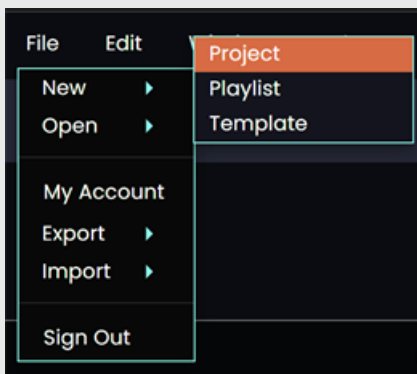 File Edit
Project
Playlist
Template
New
Open
My Account
Export
Import
Sign Out